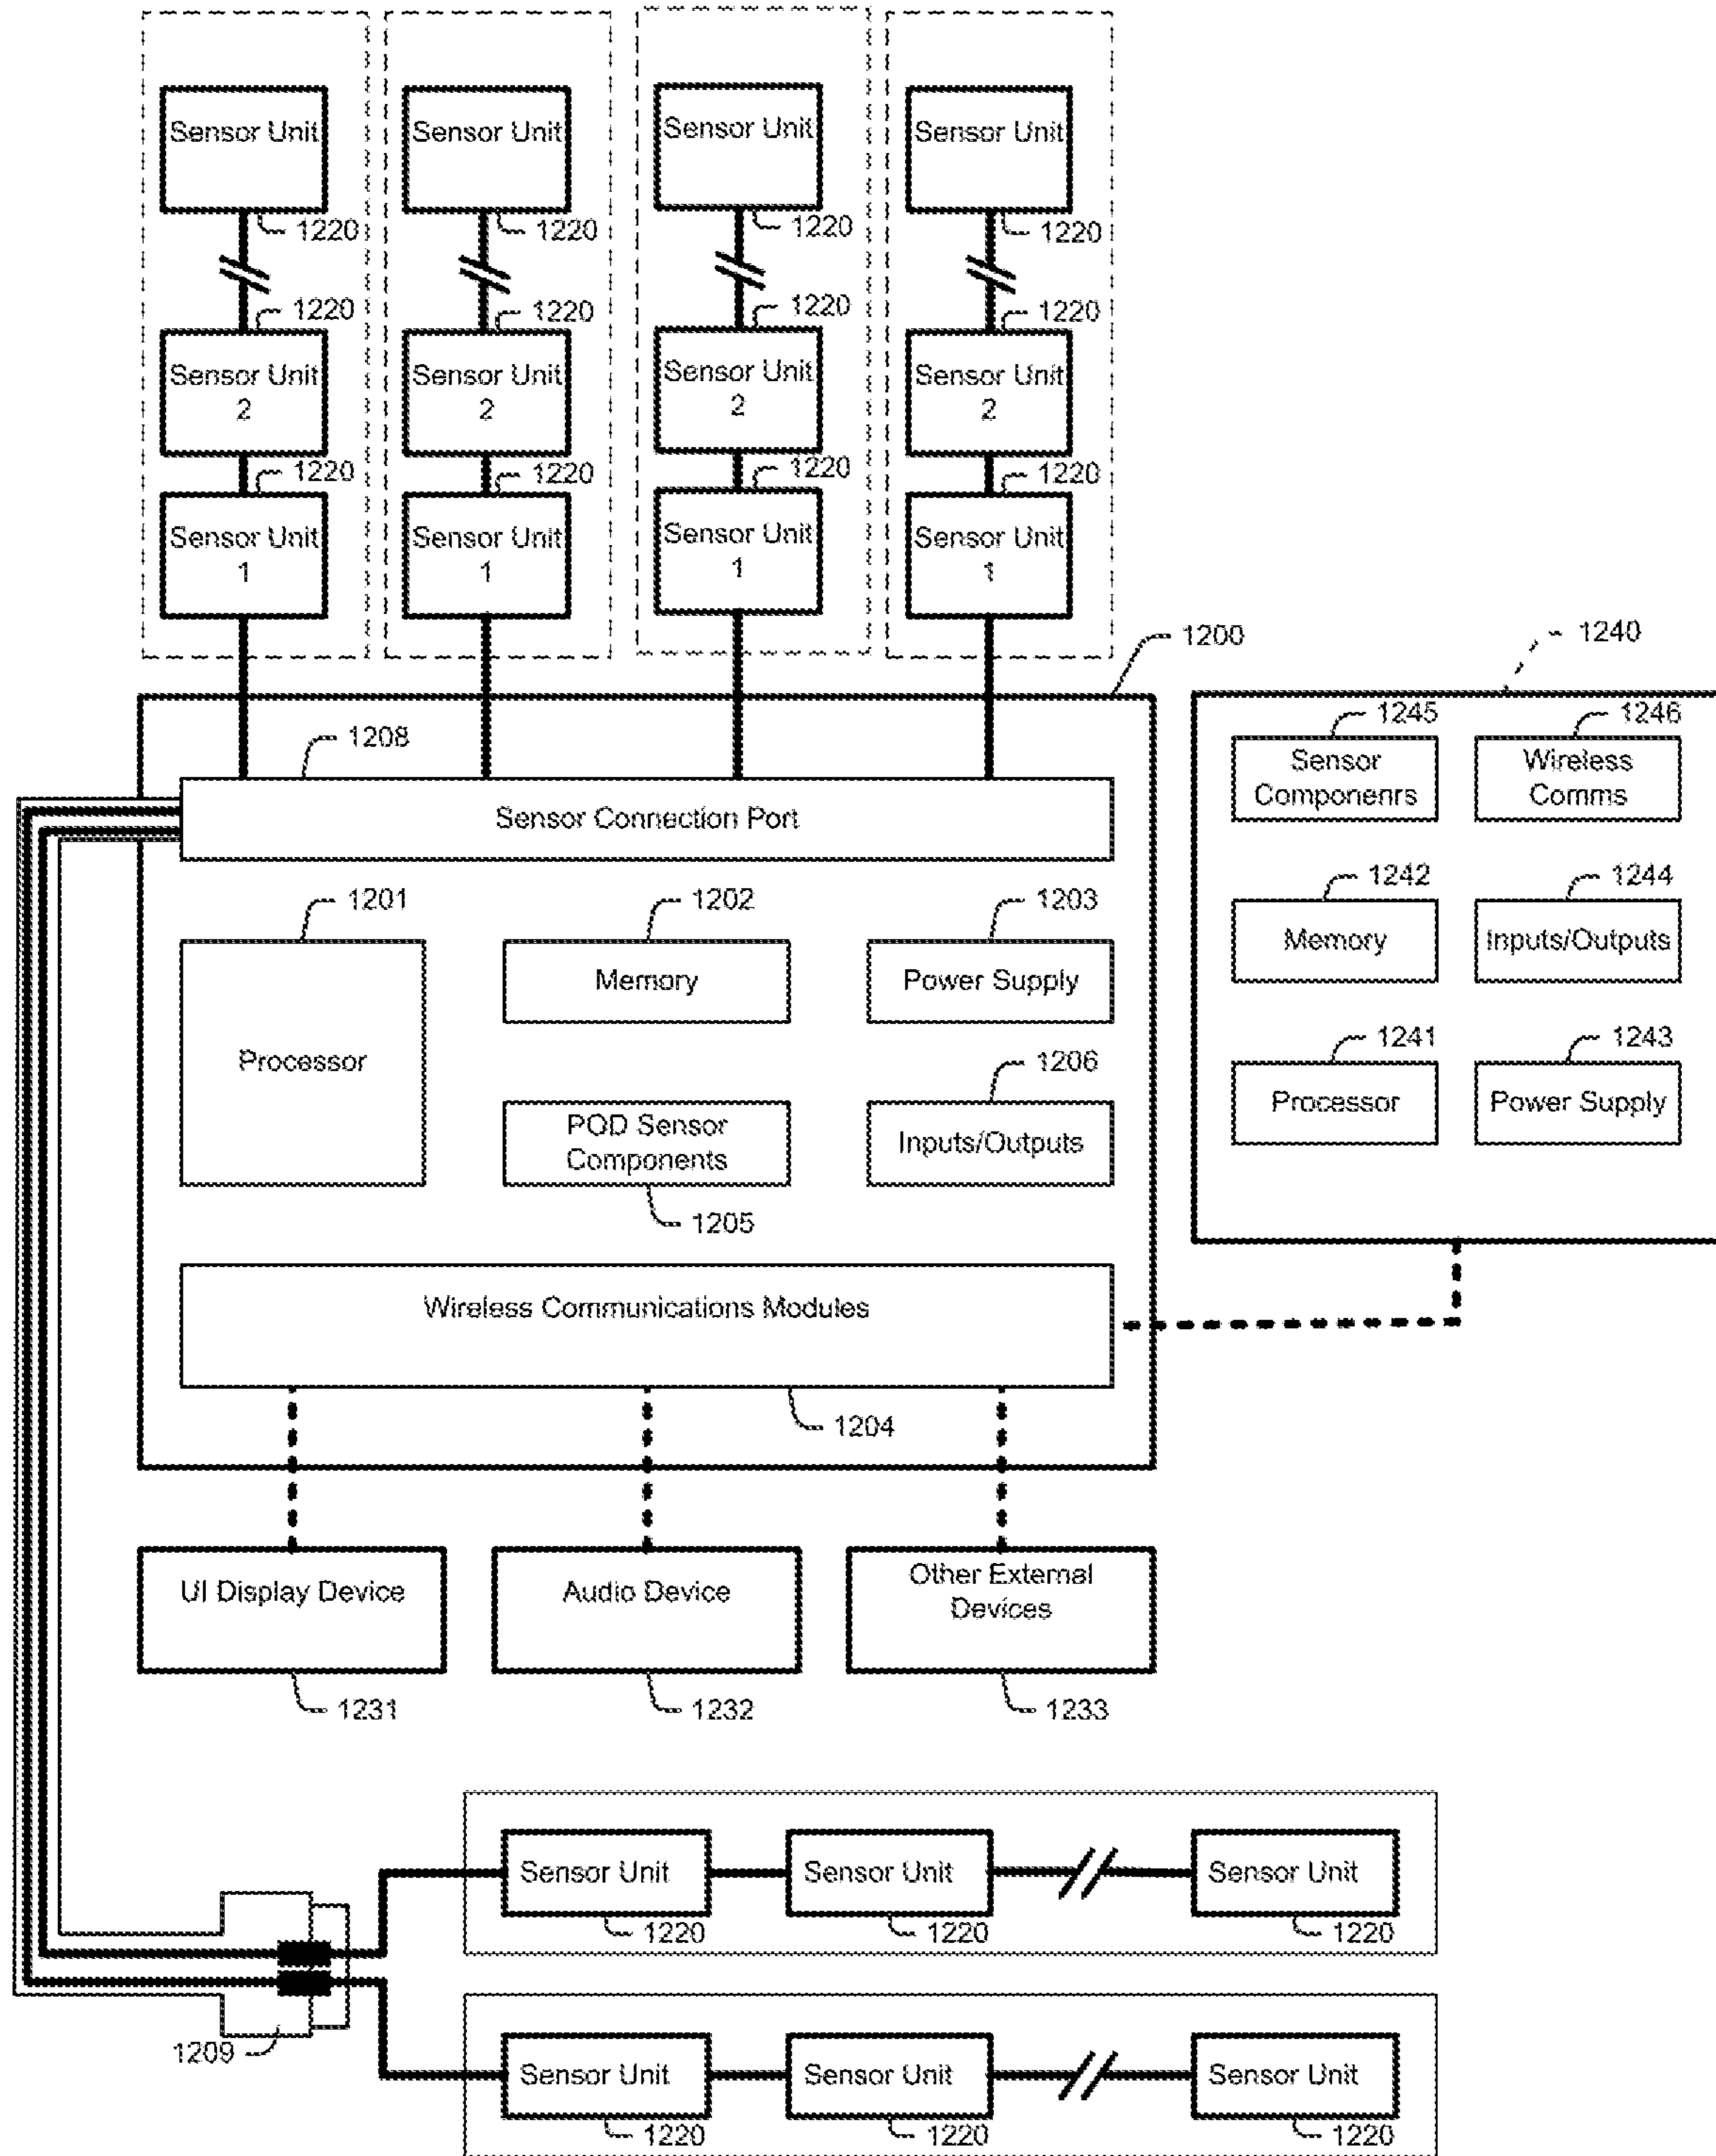 Sensor Unit
Sensor Unit
Sensor Unit
Sensor Unit
1220
1220
1220
1220
1220
1220
1220
1220
Sensor Unit
2
Sensor Unit
2
Sensor Unit
2
Sensor Unit
2
1220
1220
1220
1220
Sensor Unit
1
Sensor Unit
1
Sensor Unit
1
Sensor Unit
1
1200
1240
1208
Sensor Connection Port
1245
Sensor
Componenrs
1246
Wireless
Comms
1201
Processor
1202
Memory
1203
Power Supply
1242
Memory
1244
Inputs/Outputs
1206
Inputs/Outputs
POD Sensor
Components
1205
1241
Processor
1243
Power Supply
Wireless Communications Modules
1204
UI Display Device
1231
Audio Device
1232
Other External
Devices
1233
Sensor Unit
1220
Sensor Unit
1220
Sensor Unit
1220
1209
Sensor Unit
1220
Sensor Unit
1220
Sensor Unit
1220